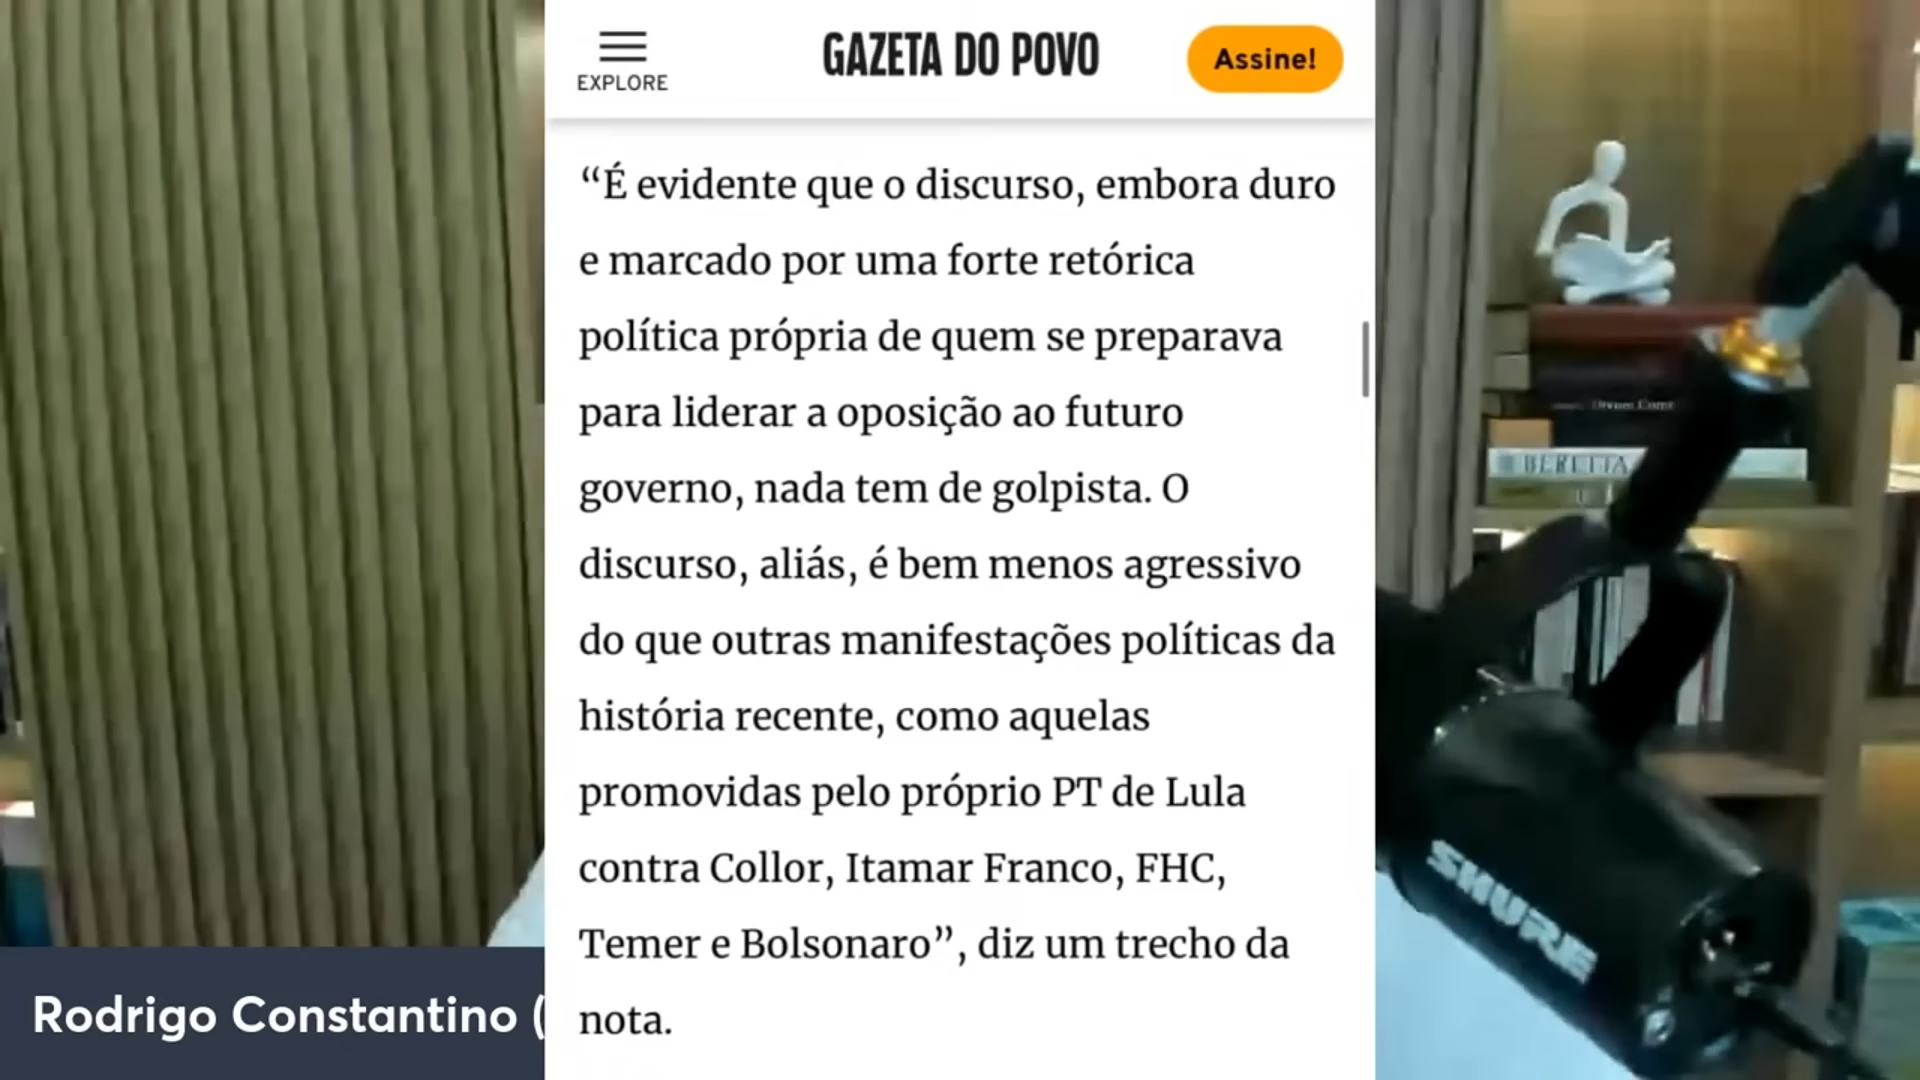 EXPLORE
GAZETA DO POVO
Assine!
“É evidente que o discurso, embora duro
e marcado por uma forte retórica
política própria de quem se preparava
para liderar a oposição ao futuro
governo, nada tem de golpista. O
discurso, aliás, é bem menos agressivo
do que outras manifestações políticas da
história recente, como aquelas
promovidas pelo próprio PT de Lula
contra Collor, Itamar Franco, FHC,
Temer e Bolsonaro”, diz um trecho da
nota.
Rodrigo Constantino (
BERETTA
SHURE